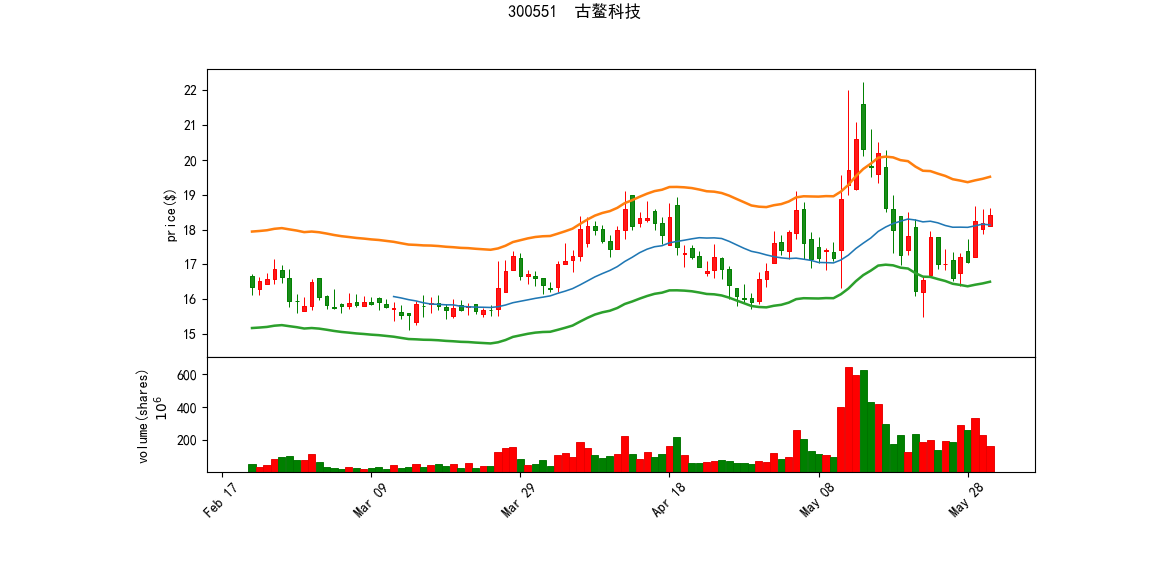 300551 古鳌科技
price($)
22
21
20
19
18
17
16
15
volume(shares)
10^6
600
400
200
Feb 17
Mar 09
Mar 29
Apr 18
May 08
May 28